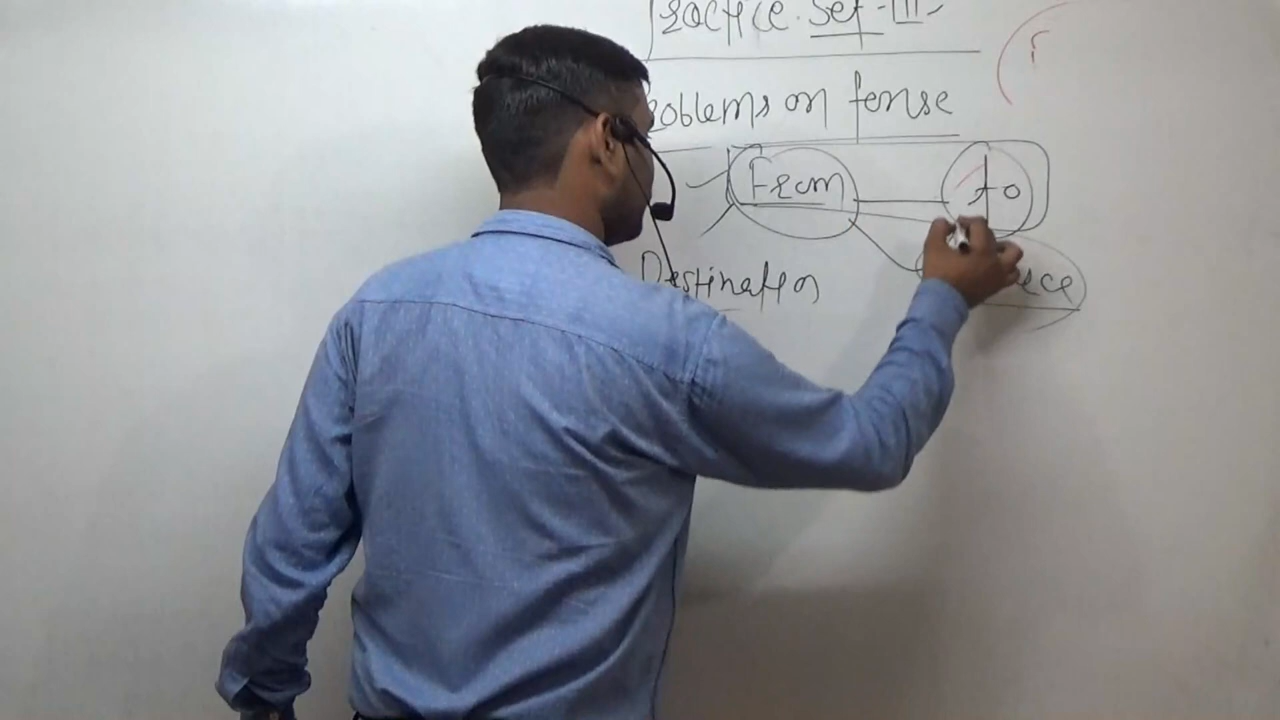 Practice Set - III
Problems on tense
From to
Destination